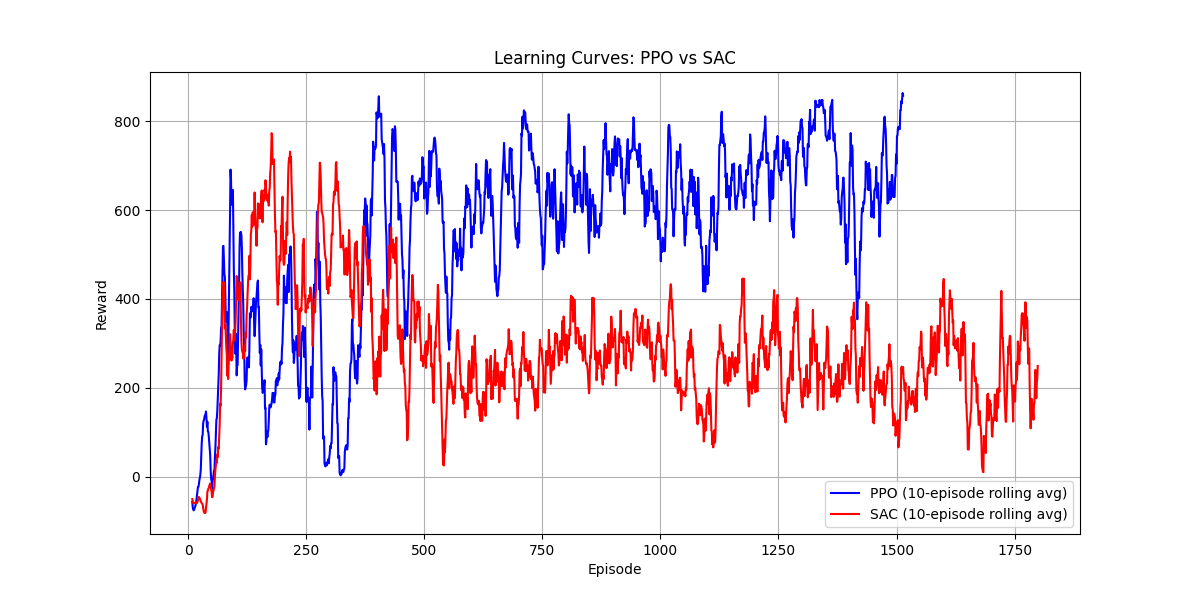 Learning Curves: PPO vs SAC
Reward
800
600
400
200
0
0 250 500 750 1000 1250 1500 1750
Episode
PPO (10-episode rolling avg)
SAC (10-episode rolling avg)